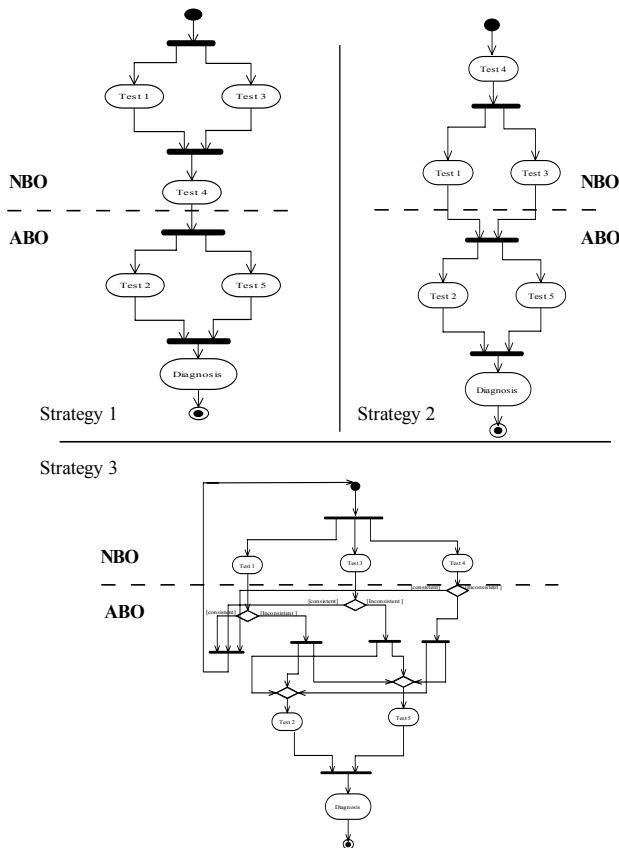 Test 1
Test 3
NBO
Test 4
ABO
Test 2
Test 5
Diagnosis
Strategy 1
Test 4
Test 1
Test 3
NBO
ABO
Test 2
Test 5
Diagnosis
Strategy 2
Strategy 3
NBO
Test 1
Test 3
Test 4
ABO
[consistent]
[Inconsistent ]
[consistent]
[Inconsistent ]
[consistent]
[Inconsistent ]
Test 2
Test 5
Diagnosis